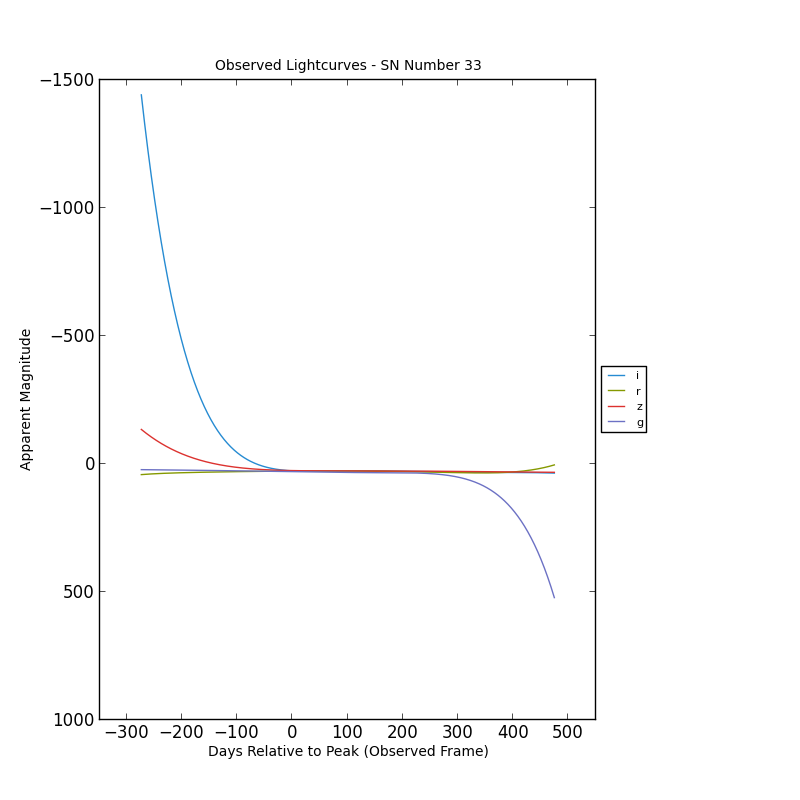 Observed Lightcurves - SN Number 33
−1500
−1000
−500
0
500
1000
Apparent Magnitude
−300 −200 −100 0 100 200 300 400 500
Days Relative to Peak (Observed Frame)
i
r
z
g